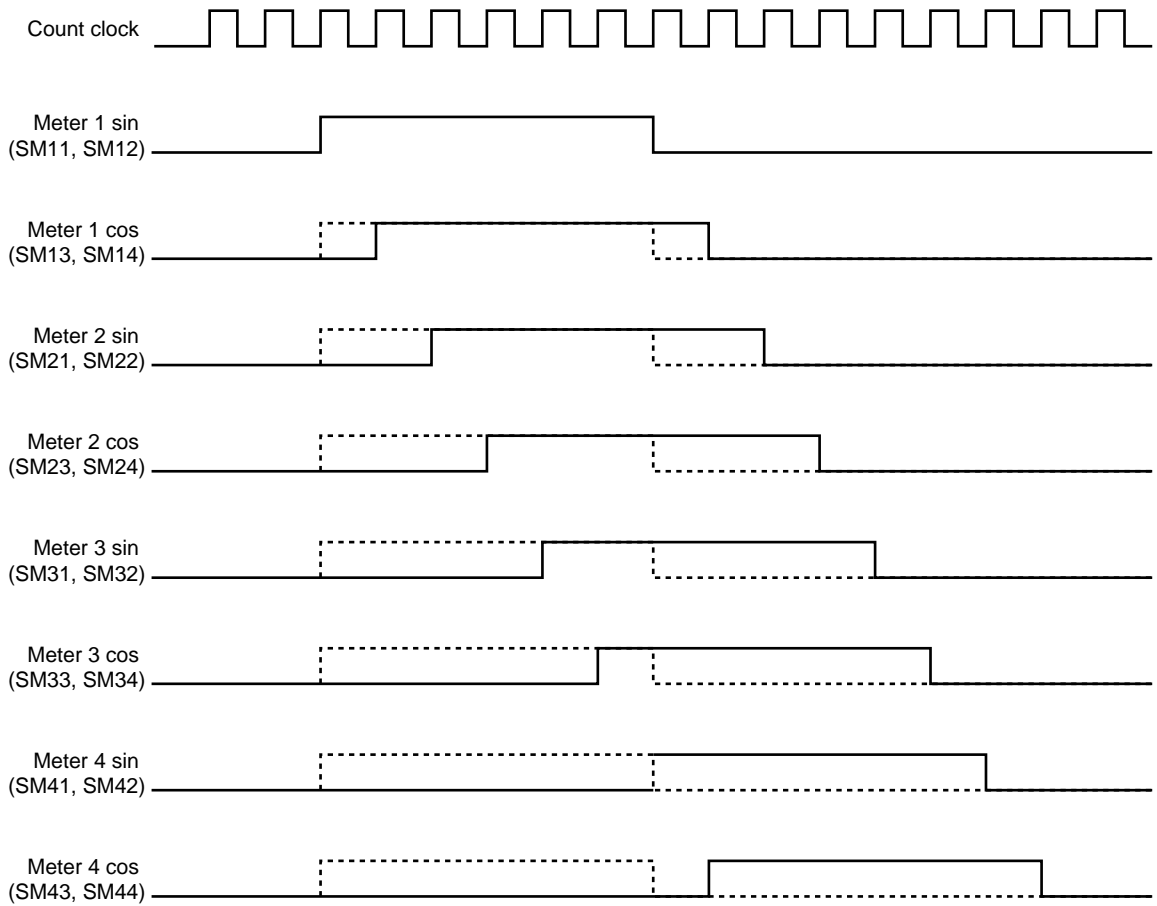 Count clock
Meter 1 sin
(SM11, SM12)
Meter 1 cos
(SM13, SM14)
Meter 2 sin
(SM21, SM22)
Meter 2 cos
(SM23, SM24)
Meter 3 sin
(SM31, SM32)
Meter 3 cos
(SM33, SM34)
Meter 4 sin
(SM41, SM42)
Meter 4 cos
(SM43, SM44)